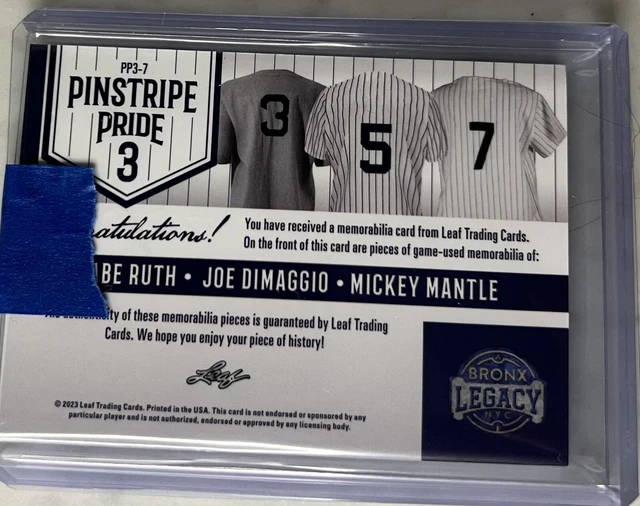 PP3-7
PINSTRIPE
PRIDE
3
3
5
7
atulations!
You have received a memorabilia card from Leaf Trading Cards.
On the front of this card are pieces of game-used memorabilia of:
BE RUTH • JOE DIMAGGIO • MICKEY MANTLE
authenticity of these memorabilia pieces is guaranteed by Leaf Trading
Cards. We hope you enjoy your piece of history!
Leaf
© 2023 Leaf Trading Cards. Printed in the USA. This card is not endorsed or sponsored by any
particular player and is not authorized, endorsed or approved by any licensing body.
BRONX
LEGACY
NYC